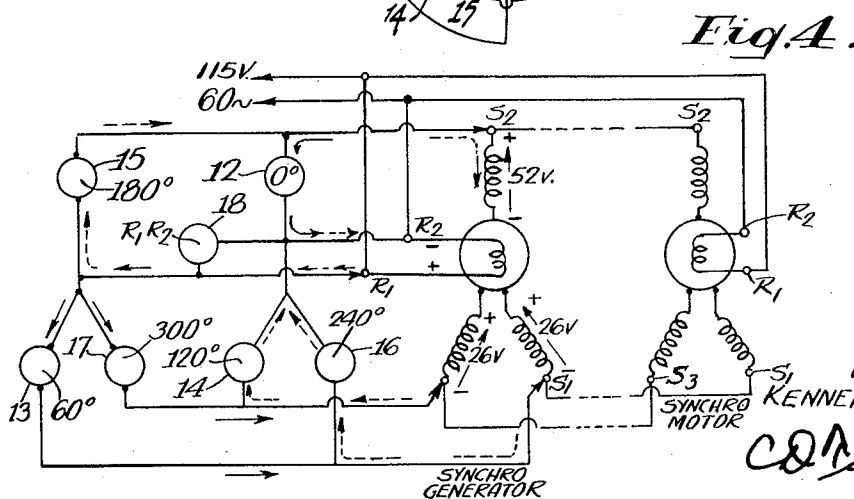 14 15
Fig.4.
115V.
60~
S2
S2
15
180°
12
0°
+
52V.
-
18
R1 R2
R2
-
+
R1
R2
R1
17
300°
120°
14
240°
16
13
60°
+
26V
-
+
26V
-
S1
S3
S1
SYNCHRO
MOTOR
KENNE
SYNCHRO
GENERATOR